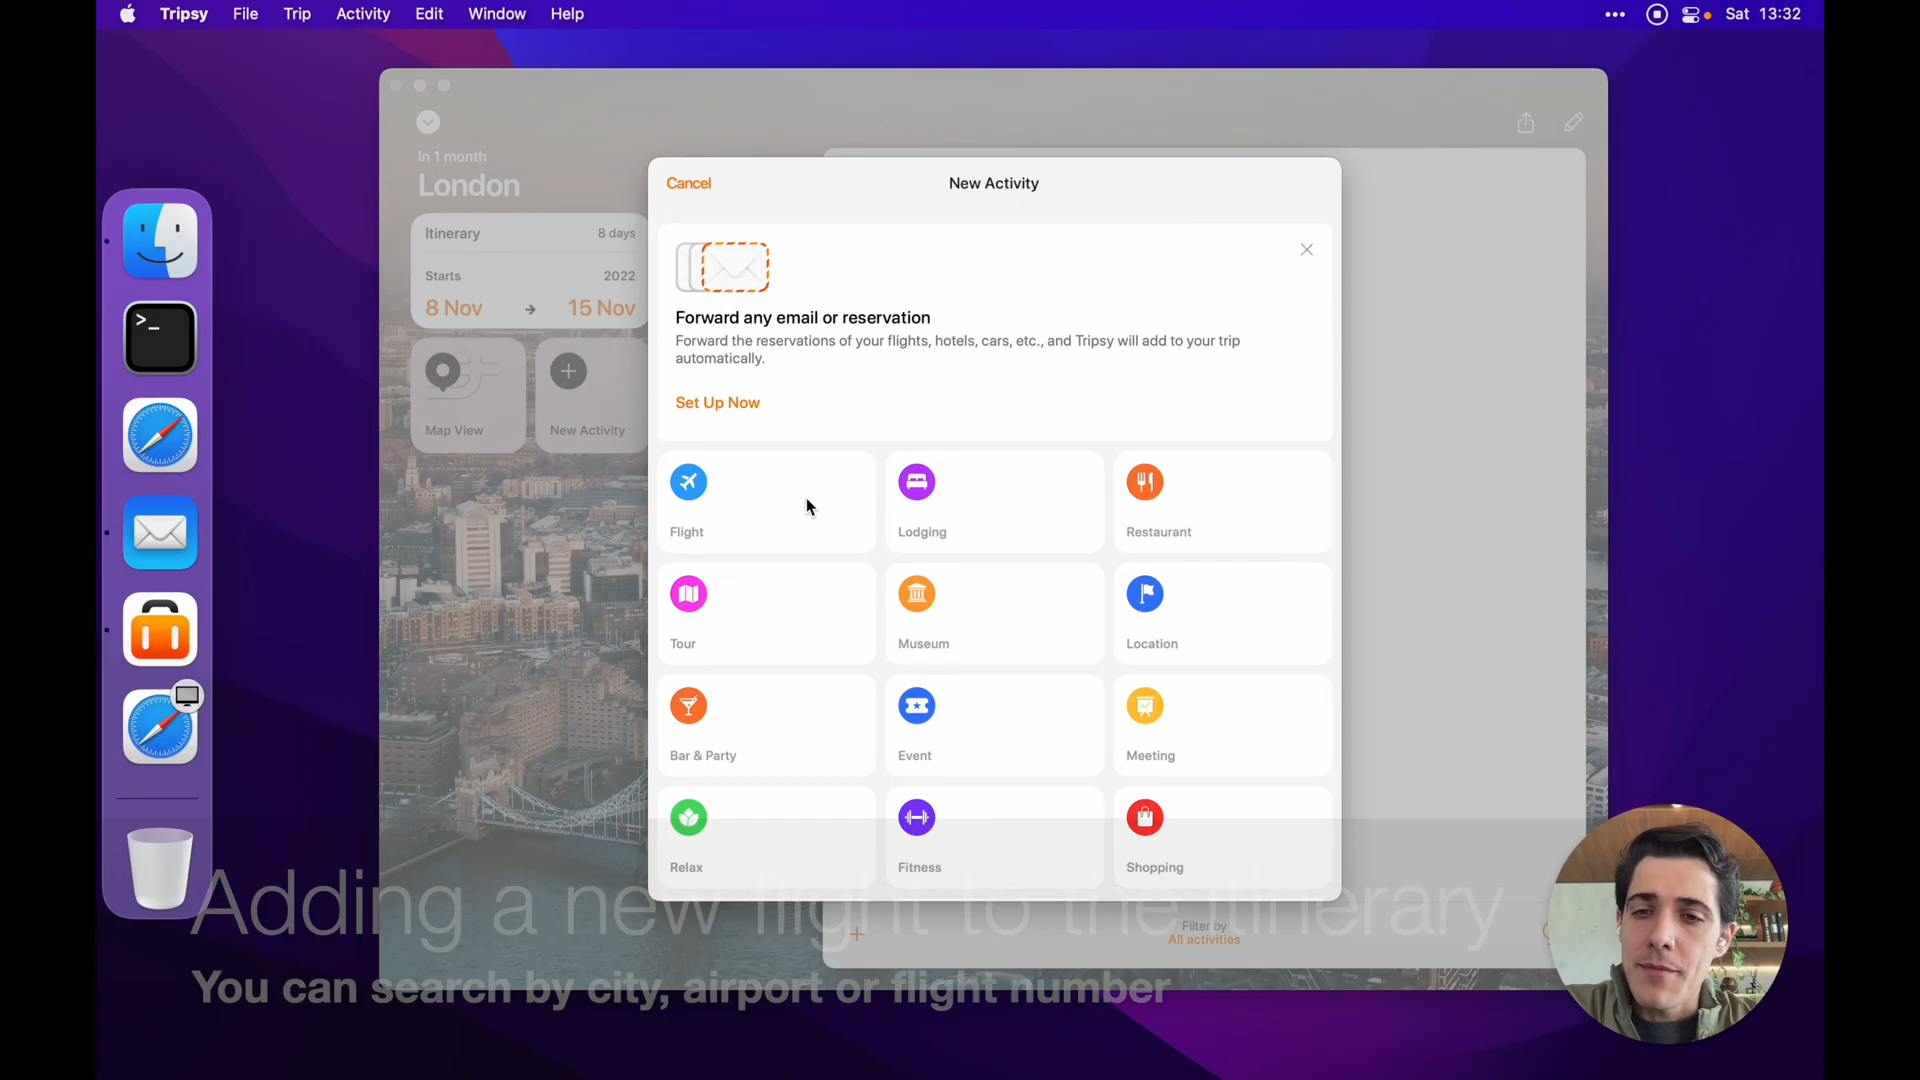 Tripsy File Trip Activity Edit Window Help
Sat 13:32
In 1 month
London
Itinerary 8 days
Starts 2022
8 Nov → 15 Nov
Map View
New Activity
Cancel
New Activity
Forward any email or reservation
Forward the reservations of your flights, hotels, cars, etc., and Tripsy will add to your trip
automatically.
Set Up Now
Flight
Lodging
Restaurant
Tour
Museum
Location
Bar & Party
Event
Meeting
Relax
Fitness
Shopping
Filter by
All activities
Adding a new flight to the itinerary
You can search by city, airport or flight number